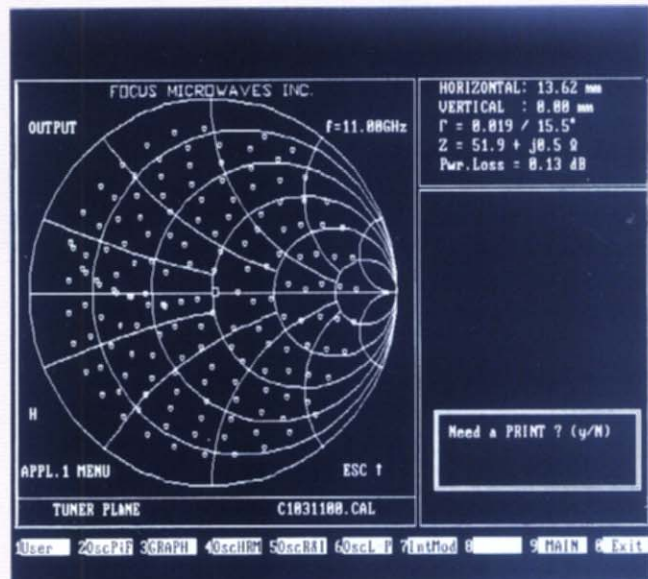 FOCUS MICROWAVES INC.
OUTPUT
f=11.00GHz
HORIZONTAL: 13.62 mm
VERTICAL : 0.00 mm
Γ = 0.019 / 15.5°
Z = 51.9 + j0.5 Ω
Pwr.Loss = 0.13 dB
H
Need a PRINT ? (y/N)
APPL.1 MENU
ESC ↑
TUNER PLANE
C1031100.CAL
1User 2OscP|F 3GRAPH 4OscHRM 5OscR&I 6OscL P 7IntMod 8 9 MAIN 0 Exit